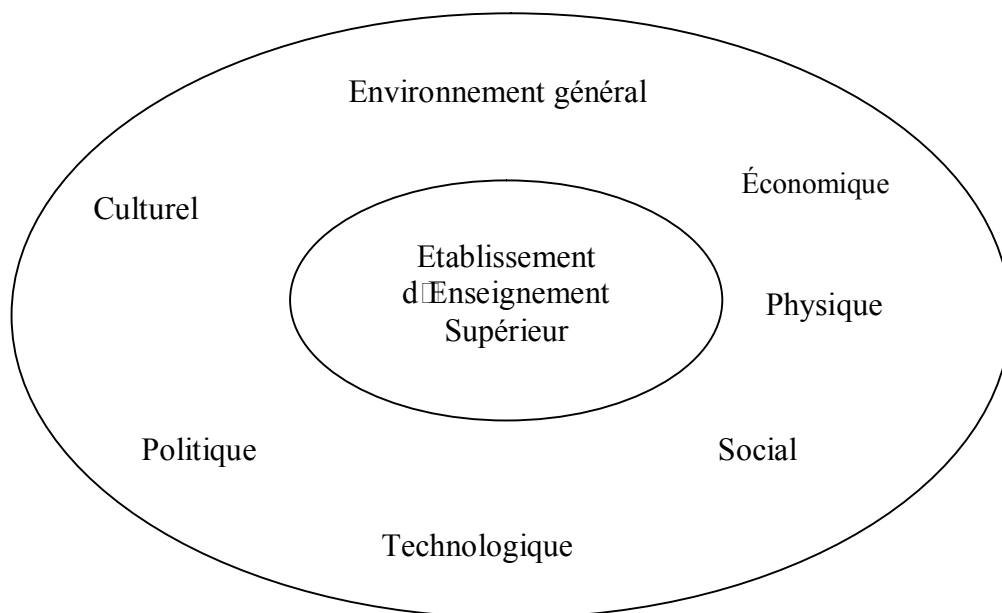 Environnement général
Économique
Culturel
Etablissement
d□Enseignement
Supérieur
Physique
Politique
Social
Technologique